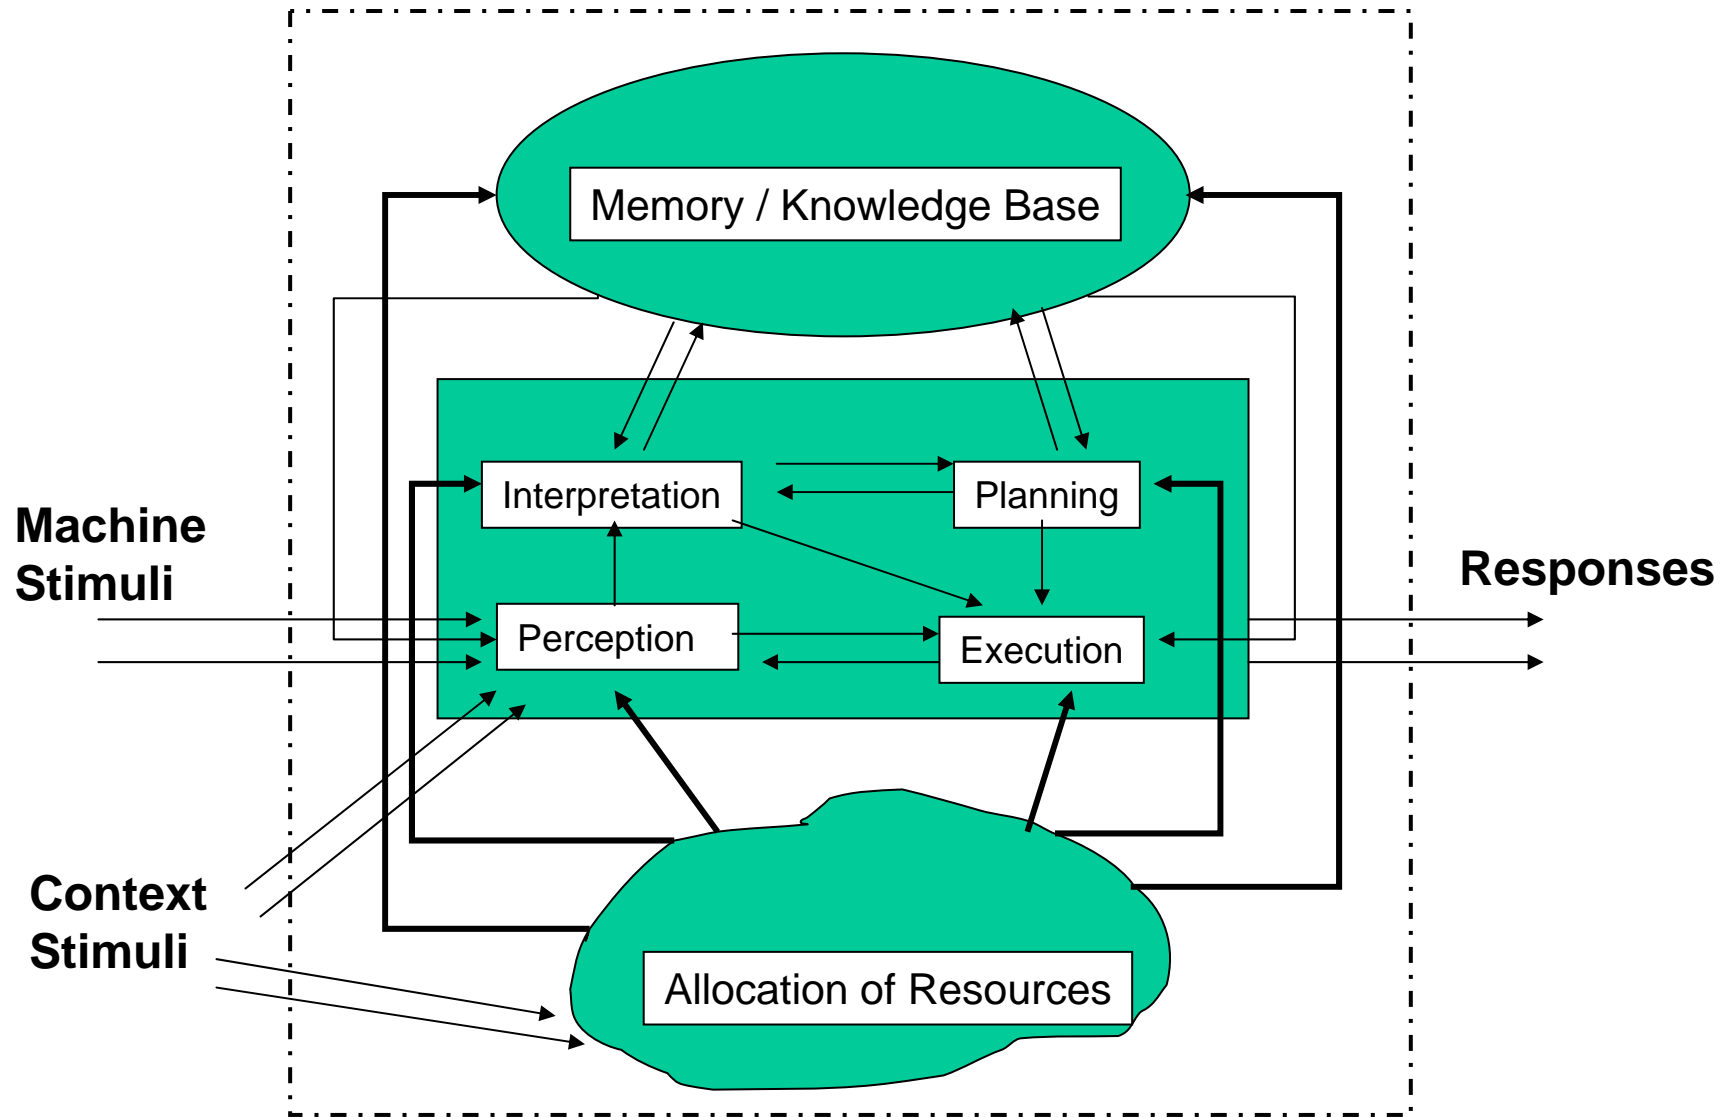 Memory / Knowledge Base
Interpretation
Planning
Machine
Stimuli
Responses
Perception
Execution
Context
Stimuli
Allocation of Resources